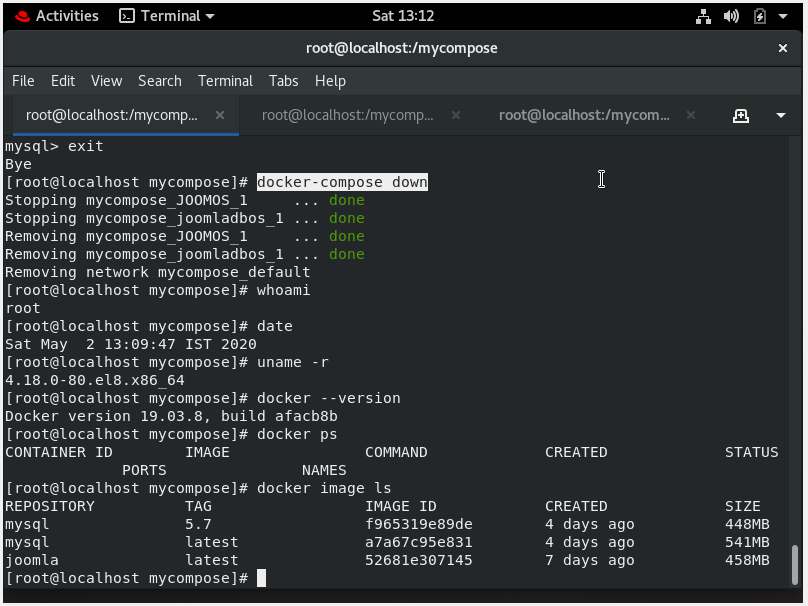 Activities Terminal Sat 13:12
root@localhost:/mycompose ×
File Edit View Search Terminal Tabs Help
root@localhost:/mycomp... × root@localhost:/mycomp... × root@localhost:/mycom... ×
mysql> exit
Bye
[root@localhost mycompose]# docker-compose down
Stopping mycompose_JOOMOS_1     ... done
Stopping mycompose_joomladbos_1 ... done
Removing mycompose_JOOMOS_1     ... done
Removing mycompose_joomladbos_1 ... done
Removing network mycompose_default
[root@localhost mycompose]# whoami
root
[root@localhost mycompose]# date
Sat May  2 13:09:47 IST 2020
[root@localhost mycompose]# uname -r
4.18.0-80.el8.x86_64
[root@localhost mycompose]# docker --version
Docker version 19.03.8, build afacb8b
[root@localhost mycompose]# docker ps
CONTAINER ID        IMAGE               COMMAND             CREATED             STATUS
             PORTS               NAMES
[root@localhost mycompose]# docker image ls
REPOSITORY          TAG                 IMAGE ID            CREATED             SIZE
mysql               5.7                 f965319e89de        4 days ago          448MB
mysql               latest              a7a67c95e831        4 days ago          541MB
joomla              latest              52681e307145        7 days ago          458MB
[root@localhost mycompose]#